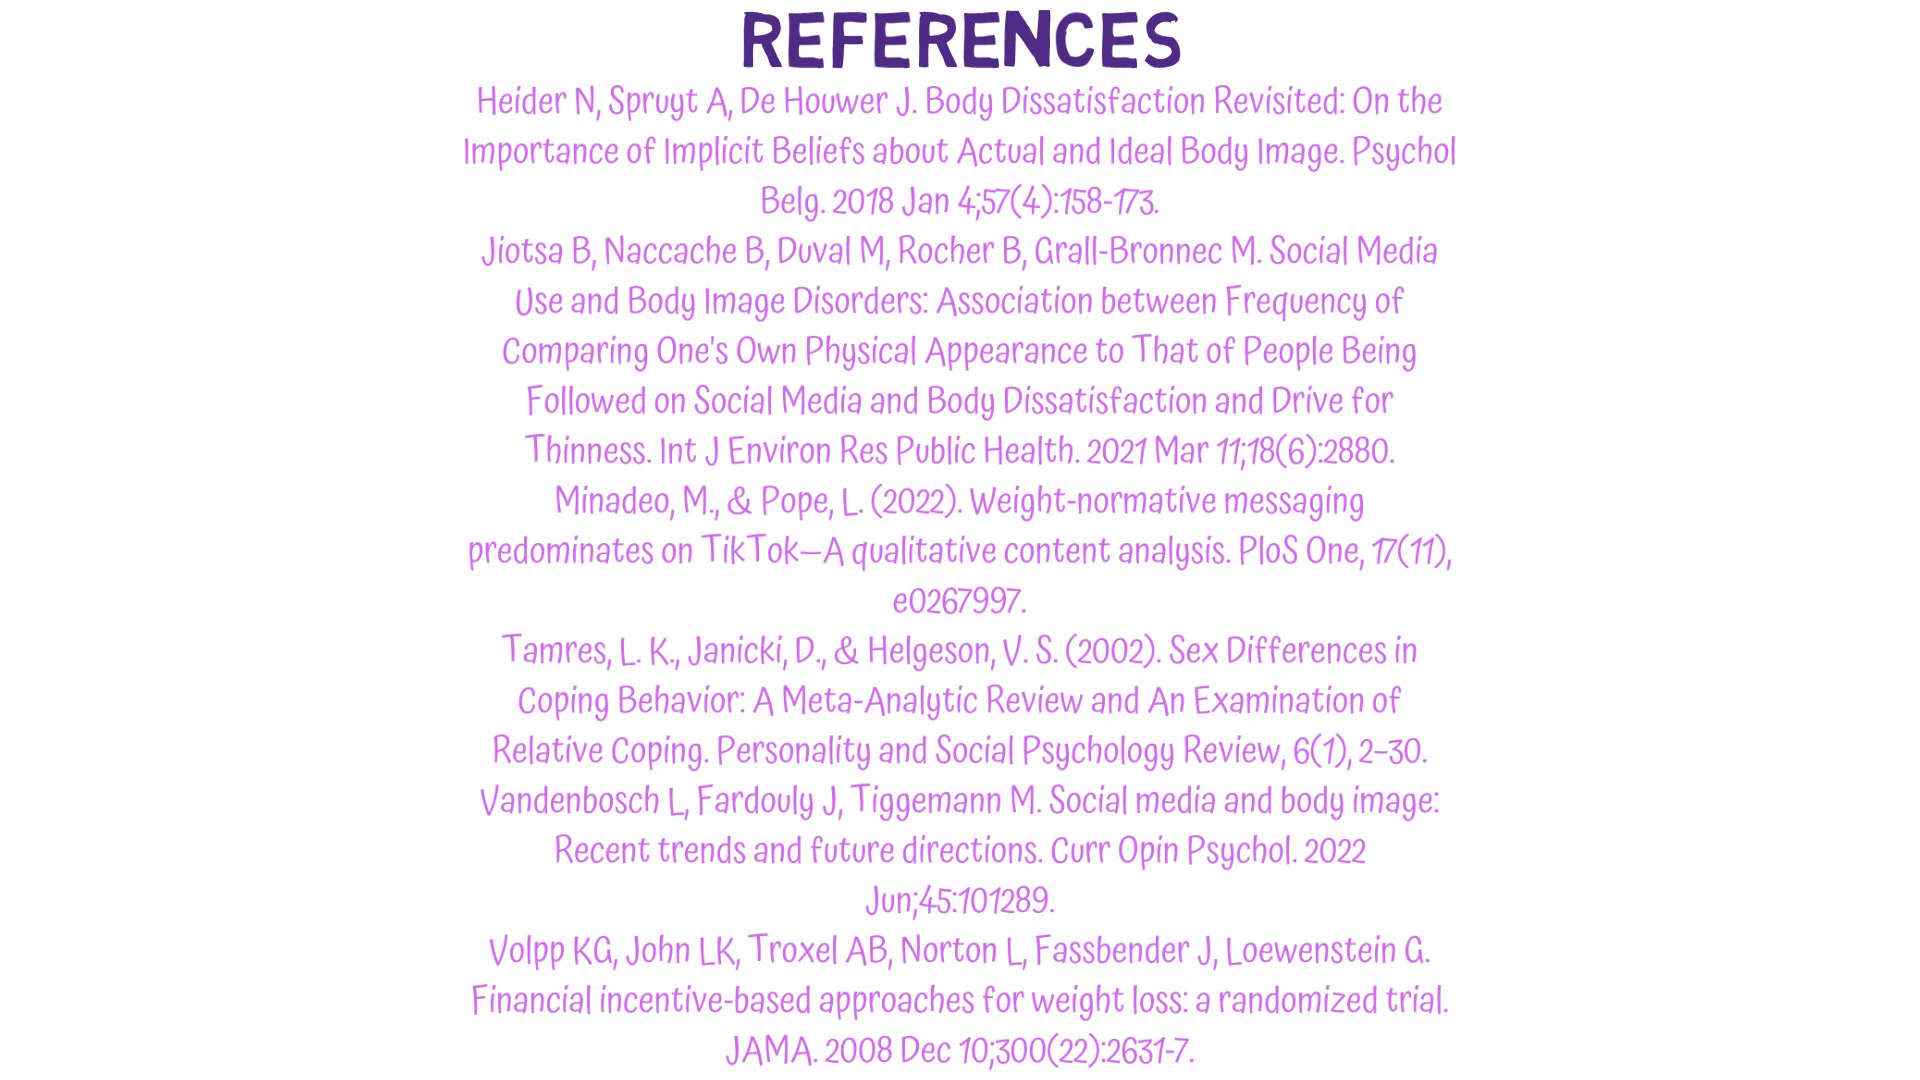 REFERENCES
Heider N, Spruyt A, De Houwer J. Body Dissatisfaction Revisited: On the
Importance of Implicit Beliefs about Actual and Ideal Body Image. Psychol
Belg. 2018 Jan 4;57(4):158-173.
Jiotsa B, Naccache B, Duval M, Rocher B, Grall-Bronnec M. Social Media
Use and Body Image Disorders: Association between Frequency of
Comparing One's Own Physical Appearance to That of People Being
Followed on Social Media and Body Dissatisfaction and Drive for
Thinness. Int J Environ Res Public Health. 2021 Mar 11;18(6):2880.
Minadeo, M., & Pope, L. (2022). Weight-normative messaging
predominates on TikTok—A qualitative content analysis. PloS One, 17(11),
e0267997.
Tamres, L. K., Janicki, D., & Helgeson, V. S. (2002). Sex Differences in
Coping Behavior: A Meta-Analytic Review and An Examination of
Relative Coping. Personality and Social Psychology Review, 6(1), 2–30.
Vandenbosch L, Fardouly J, Tiggemann M. Social media and body image:
Recent trends and future directions. Curr Opin Psychol. 2022
Jun;45:101289.
Volpp KG, John LK, Troxel AB, Norton L, Fassbender J, Loewenstein G.
Financial incentive-based approaches for weight loss: a randomized trial.
JAMA. 2008 Dec 10;300(22):2631-7.